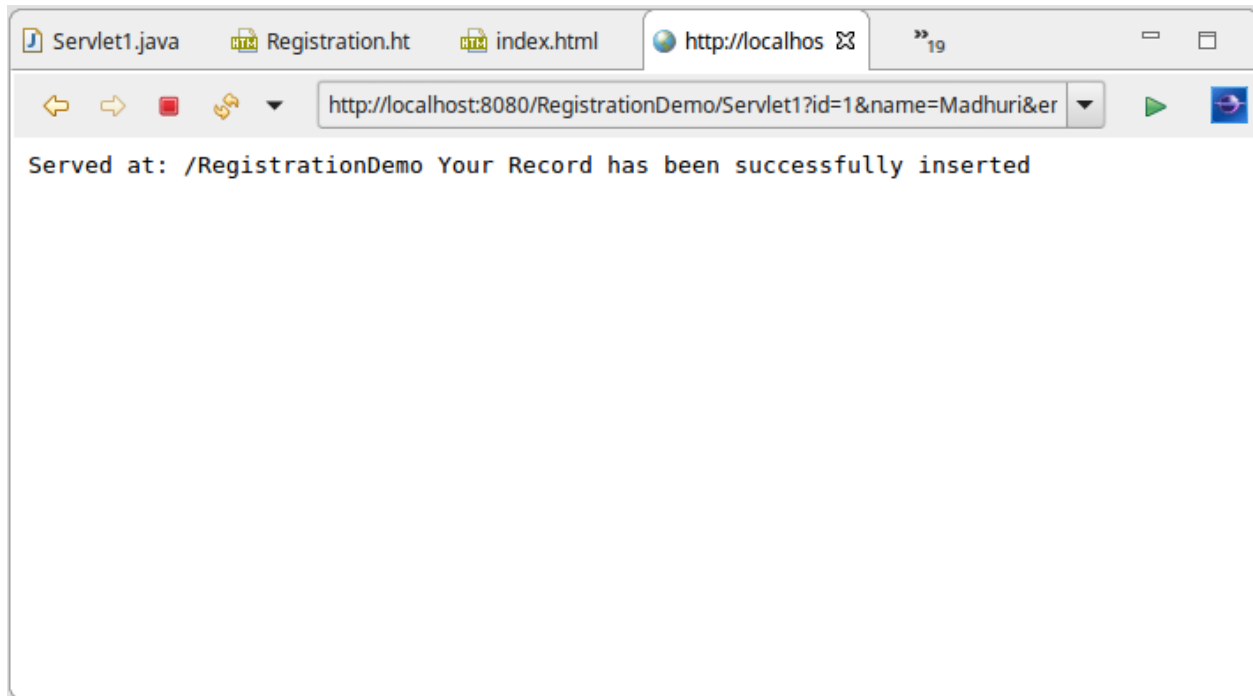 Servlet1.java Registration.ht index.html http://localhos »19
http://localhost:8080/RegistrationDemo/Servlet1?id=1&name=Madhuri&er
Served at: /RegistrationDemo Your Record has been successfully inserted